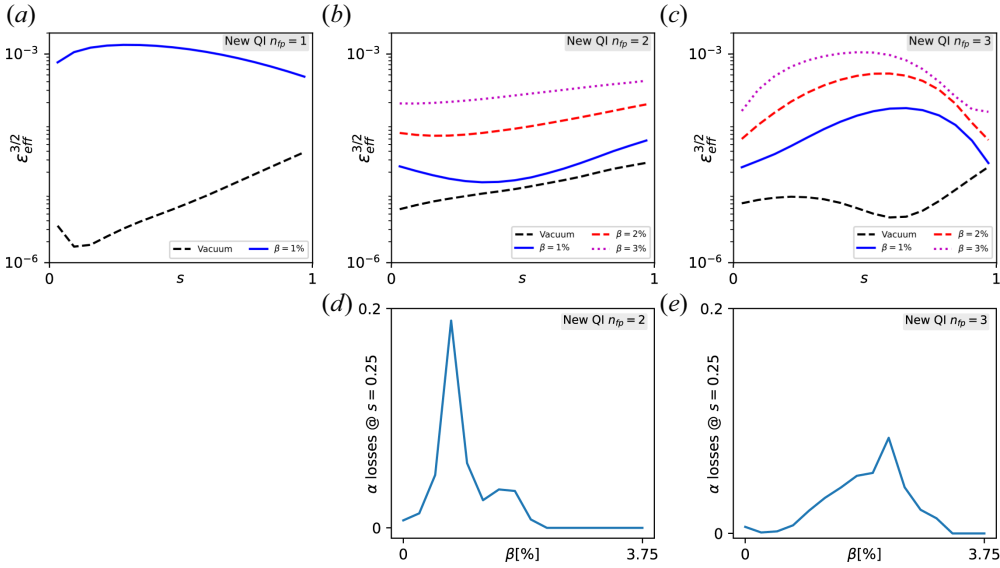 (a)
New QI n_fp = 1
10^-3
ε_eff^3/2
10^-6
Vacuum
β = 1%
0
s
1
(b)
New QI n_fp = 2
10^-3
ε_eff^3/2
10^-6
Vacuum
β = 1%
β = 2%
β = 3%
0
s
1
(c)
New QI n_fp = 3
10^-3
ε_eff^3/2
10^-6
Vacuum
β = 1%
β = 2%
β = 3%
0
s
1
(d)
New QI n_fp = 2
0.2
α losses @ s = 0.25
0
0
β[%]
3.75
(e)
New QI n_fp = 3
0.2
α losses @ s = 0.25
0
0
β[%]
3.75